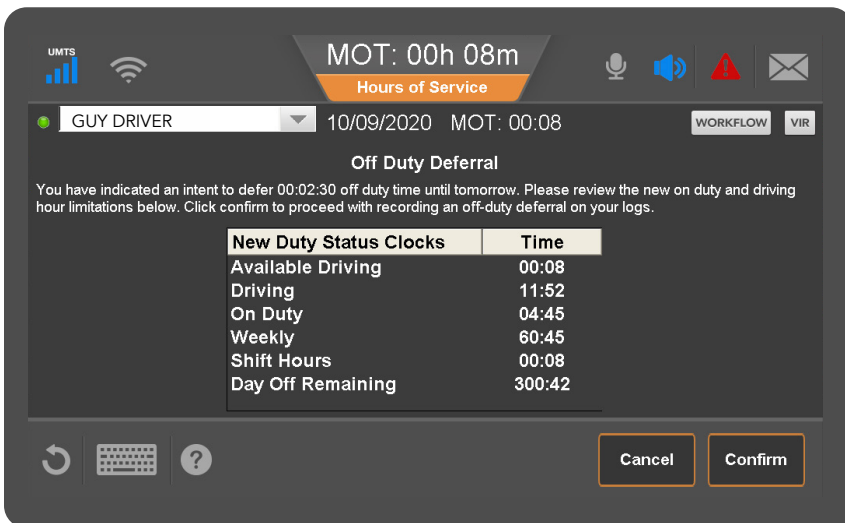 UMTS
MOT: 00h 08m
Hours of Service
GUY DRIVER
10/09/2020 MOT: 00:08
WORKFLOW VIR
Off Duty Deferral
You have indicated an intent to defer 00:02:30 off duty time until tomorrow. Please review the new on duty and driving
hour limitations below. Click confirm to proceed with recording an off-duty deferral on your logs.
New Duty Status Clocks Time
Available Driving 00:08
Driving 11:52
On Duty 04:45
Weekly 60:45
Shift Hours 00:08
Day Off Remaining 300:42
?
Cancel Confirm